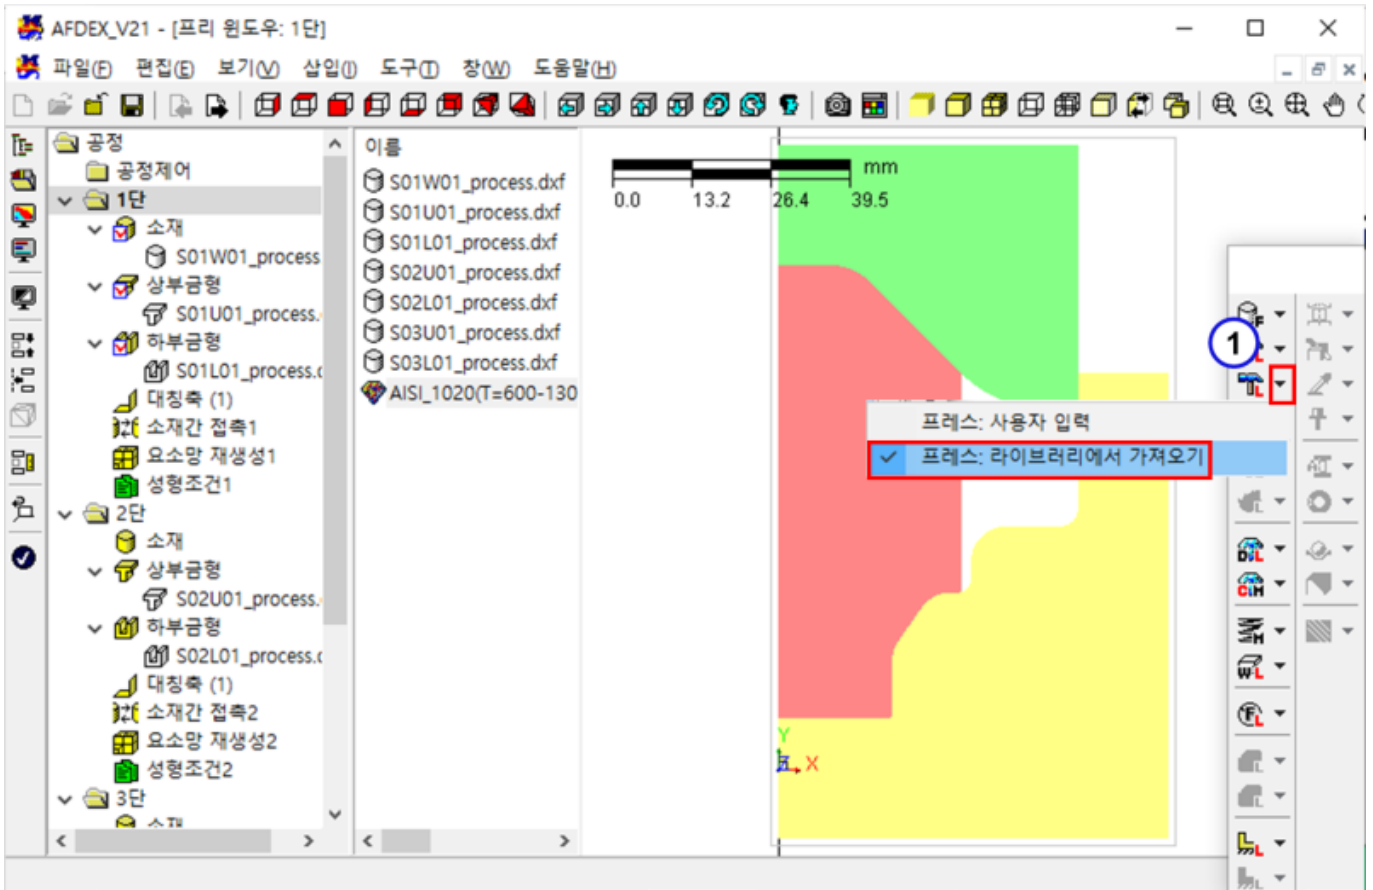 AFDEX_V21 - [프리 윈도우: 1단]
파일(F) 편집(E) 보기(V) 삽입(I) 도구(T) 창(W) 도움말(H)
공정
공정제어
1단
소재
S01W01_process
상부금형
S01U01_process.
하부금형
S01L01_process.c
대칭축 (1)
소재간 접촉1
요소망 재생성1
성형조건1
2단
소재
상부금형
S02U01_process.
하부금형
S02L01_process.c
대칭축 (1)
소재간 접촉2
요소망 재생성2
성형조건2
3단
소재
이름
S01W01_process.dxf
S01U01_process.dxf
S01L01_process.dxf
S02U01_process.dxf
S02L01_process.dxf
S03U01_process.dxf
S03L01_process.dxf
AISI_1020(T=600-130
mm
0.0 13.2 26.4 39.5
1
프레스: 사용자 입력
프레스: 라이브러리에서 가져오기
Y
Z X